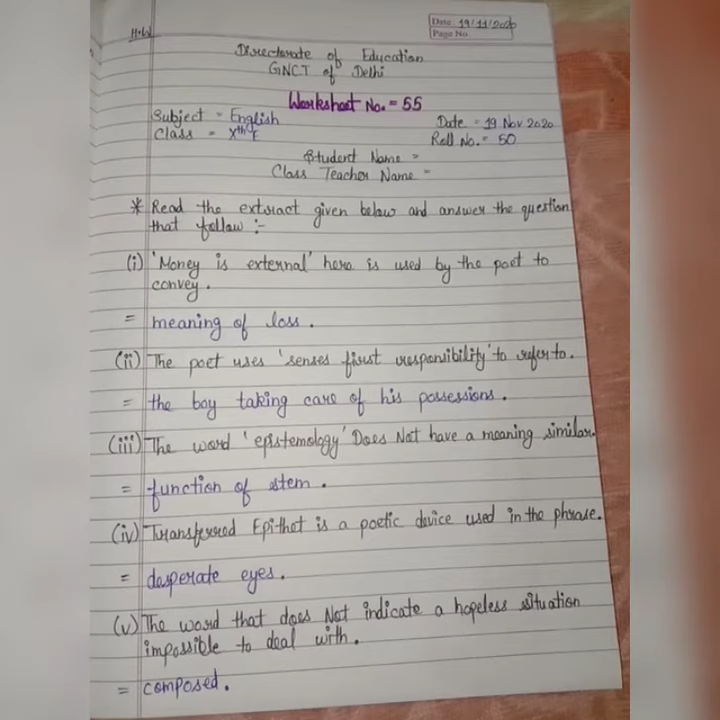 H.W
Date 19/11/2020
Page No.
Directorate of Education
GNCT of Delhi
Worksheet No. = 55
Subject = English
Date = 19 Nov 2020
Class = Xth F
Roll No. = 50
Student Name =
Class Teacher Name =
* Read the extract given below and answer the question
that follow :-
(i) 'Money is external' here is used by the poet to
convey.
= meaning of loss.
(ii) The poet uses 'senses first responsibility' to refer to.
= the boy taking care of his possessions.
(iii) The word 'epistemology' Does Not have a meaning similar.
= function of stem.
(iv) Transferred Epithet is a poetic device used in the phrase.
= desperate eyes.
(v) The word that does Not indicate a hopeless situation
impossible to deal with.
= composed.